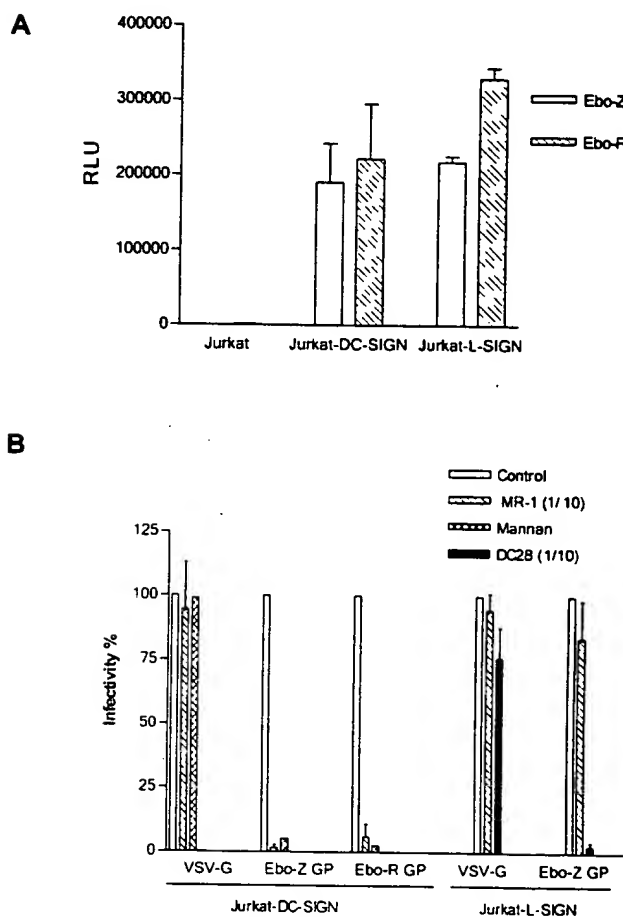 A
400000
300000
200000
100000
0
RLU
Ebo-Z
Ebo-R
Jurkat
Jurkat-DC-SIGN
Jurkat-L-SIGN
B
Control
MR-1 (1/10)
Mannan
DC28 (1/10)
125
100
75
50
25
0
Infectivity %
VSV-G
Ebo-Z GP
Ebo-R GP
VSV-G
Ebo-Z GP
Jurkat-DC-SIGN
Jurkat-L-SIGN